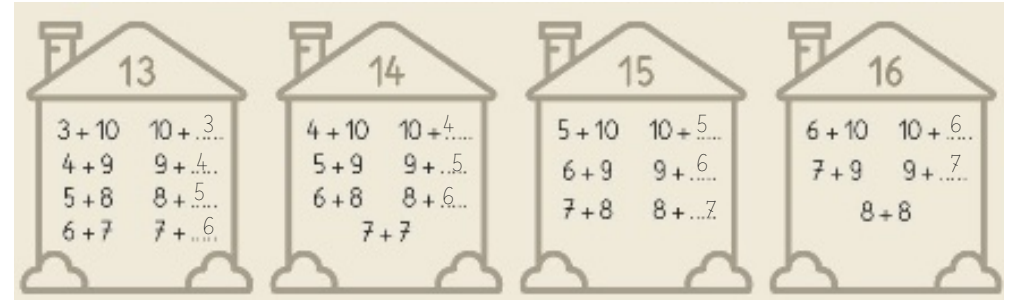 13
3 + 10 10 + 3
4 + 9 9 + 4
5 + 8 8 + 5
6 + 7 7 + 6
14
4 + 10 10 + 4
5 + 9 9 + 5
6 + 8 8 + 6
7 + 7
15
5 + 10 10 + 5
6 + 9 9 + 6
7 + 8 8 + 7
16
6 + 10 10 + 6
7 + 9 9 + 7
8 + 8